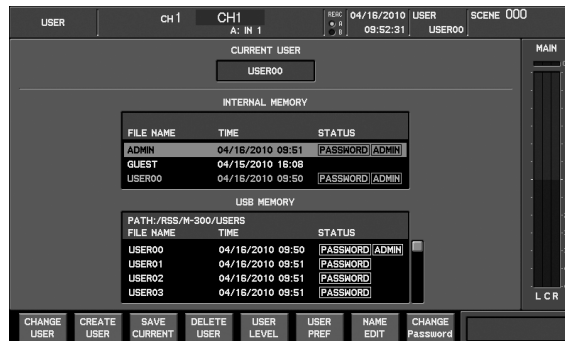 USER CH 1 CH1 A: IN 1 REAC A B 04/16/2010 09:52:31 USER USER00 SCENE 000
CURRENT USER
USER00
MAIN
INTERNAL MEMORY
FILE NAME TIME STATUS
ADMIN 04/16/2010 09:51 PASSWORD ADMIN
GUEST 04/15/2010 16:08
USER00 04/16/2010 09:50 PASSWORD ADMIN
USB MEMORY
PATH:/RSS/M-300/USERS
FILE NAME TIME STATUS
USER00 04/16/2010 09:50 PASSWORD ADMIN
USER01 04/16/2010 09:51 PASSWORD
USER02 04/16/2010 09:51 PASSWORD
USER03 04/16/2010 09:51 PASSWORD
L C R
CHANGE USER
CREATE USER
SAVE CURRENT
DELETE USER
USER LEVEL
USER PREF
NAME EDIT
CHANGE Password